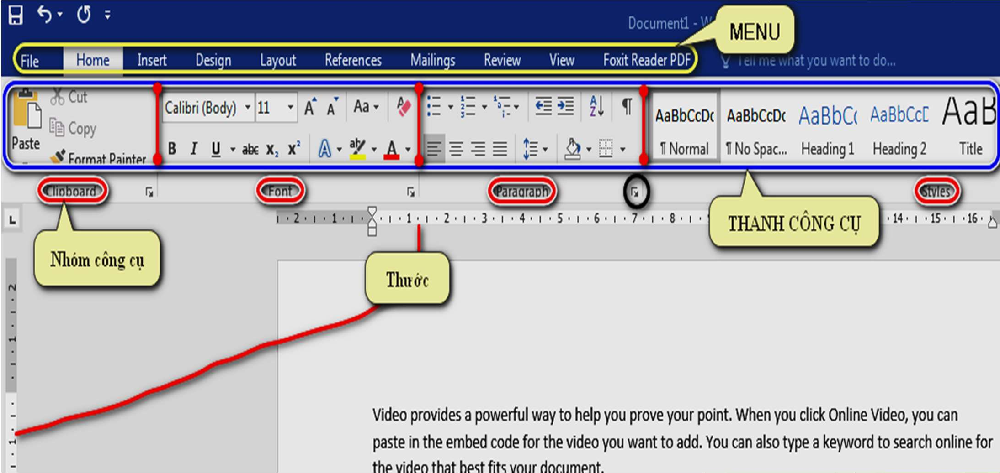 Document1 - W
MENU
File Home Insert Design Layout References Mailings Review View Foxit Reader PDF Tell me what you want to do...
Cut
Copy
Paste
Format Painter
Calibri (Body) 11 Aa
B I U abc X₂ X² A ab A
AaBbCcDc AaBbCcDc AaBbC AaBbCcD AaB
¶ Normal ¶ No Spac... Heading 1 Heading 2 Title
Clipboard Font Paragraph Styles
L 2 1 1 2 3 4 5 6 7 8 14 15 16
THANH CÔNG CỤ
Nhóm công cụ
Thước
2
1
1
Video provides a powerful way to help you prove your point. When you click Online Video, you can
paste in the embed code for the video you want to add. You can also type a keyword to search online for
the video that best fits your document.